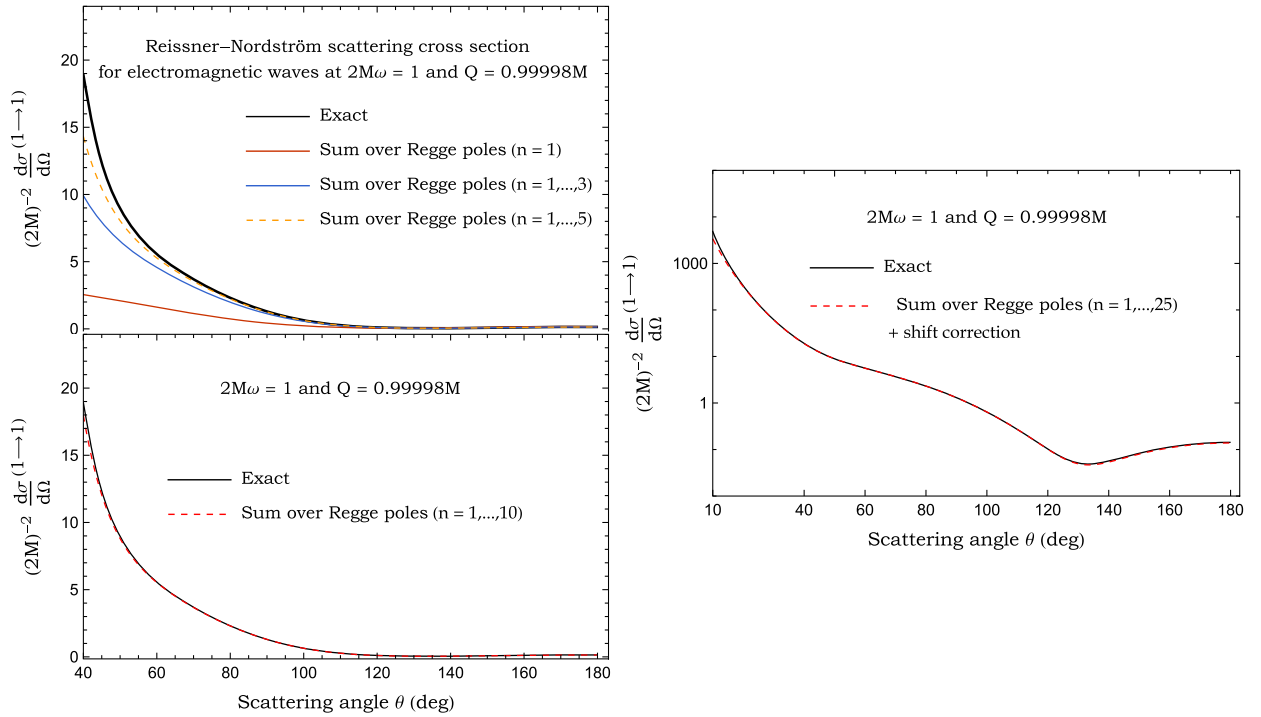 Reissner−Nordström scattering cross section
for electromagnetic waves at 2Mω = 1 and Q = 0.99998M
Exact
Sum over Regge poles (n = 1)
Sum over Regge poles (n = 1,...,3)
Sum over Regge poles (n = 1,...,5)
(2M)⁻² dσ/dΩ (1⟶1)
20
15
10
5
0
2Mω = 1 and Q = 0.99998M
Exact
Sum over Regge poles (n = 1,...,10)
(2M)⁻² dσ/dΩ (1⟶1)
20
15
10
5
0
40 60 80 100 120 140 160 180
Scattering angle θ (deg)
2Mω = 1 and Q = 0.99998M
Exact
Sum over Regge poles (n = 1,...,25)
+ shift correction
(2M)⁻² dσ/dΩ (1⟶1)
1000
1
10 20 40 60 80 100 120 140 160 180
Scattering angle θ (deg)